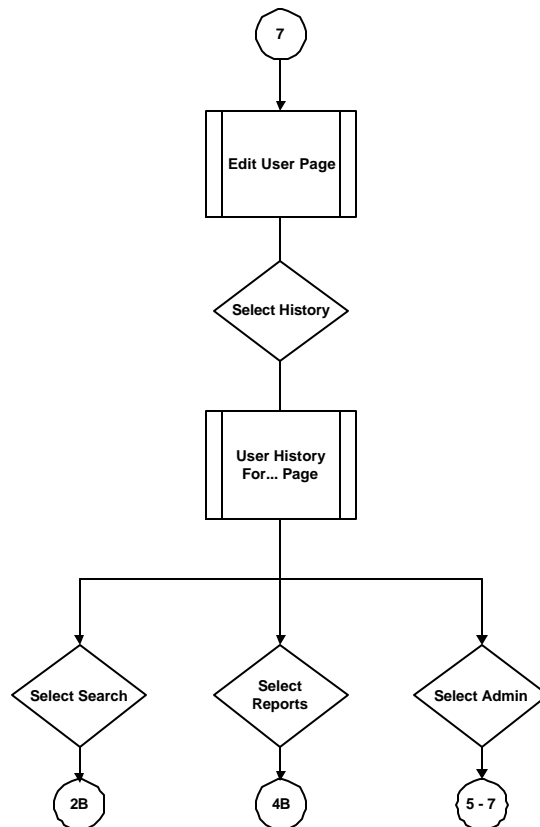 7
Edit User Page
Select History
User History
For... Page
Select Search
Select
Reports
Select Admin
2B
4B
5 - 7